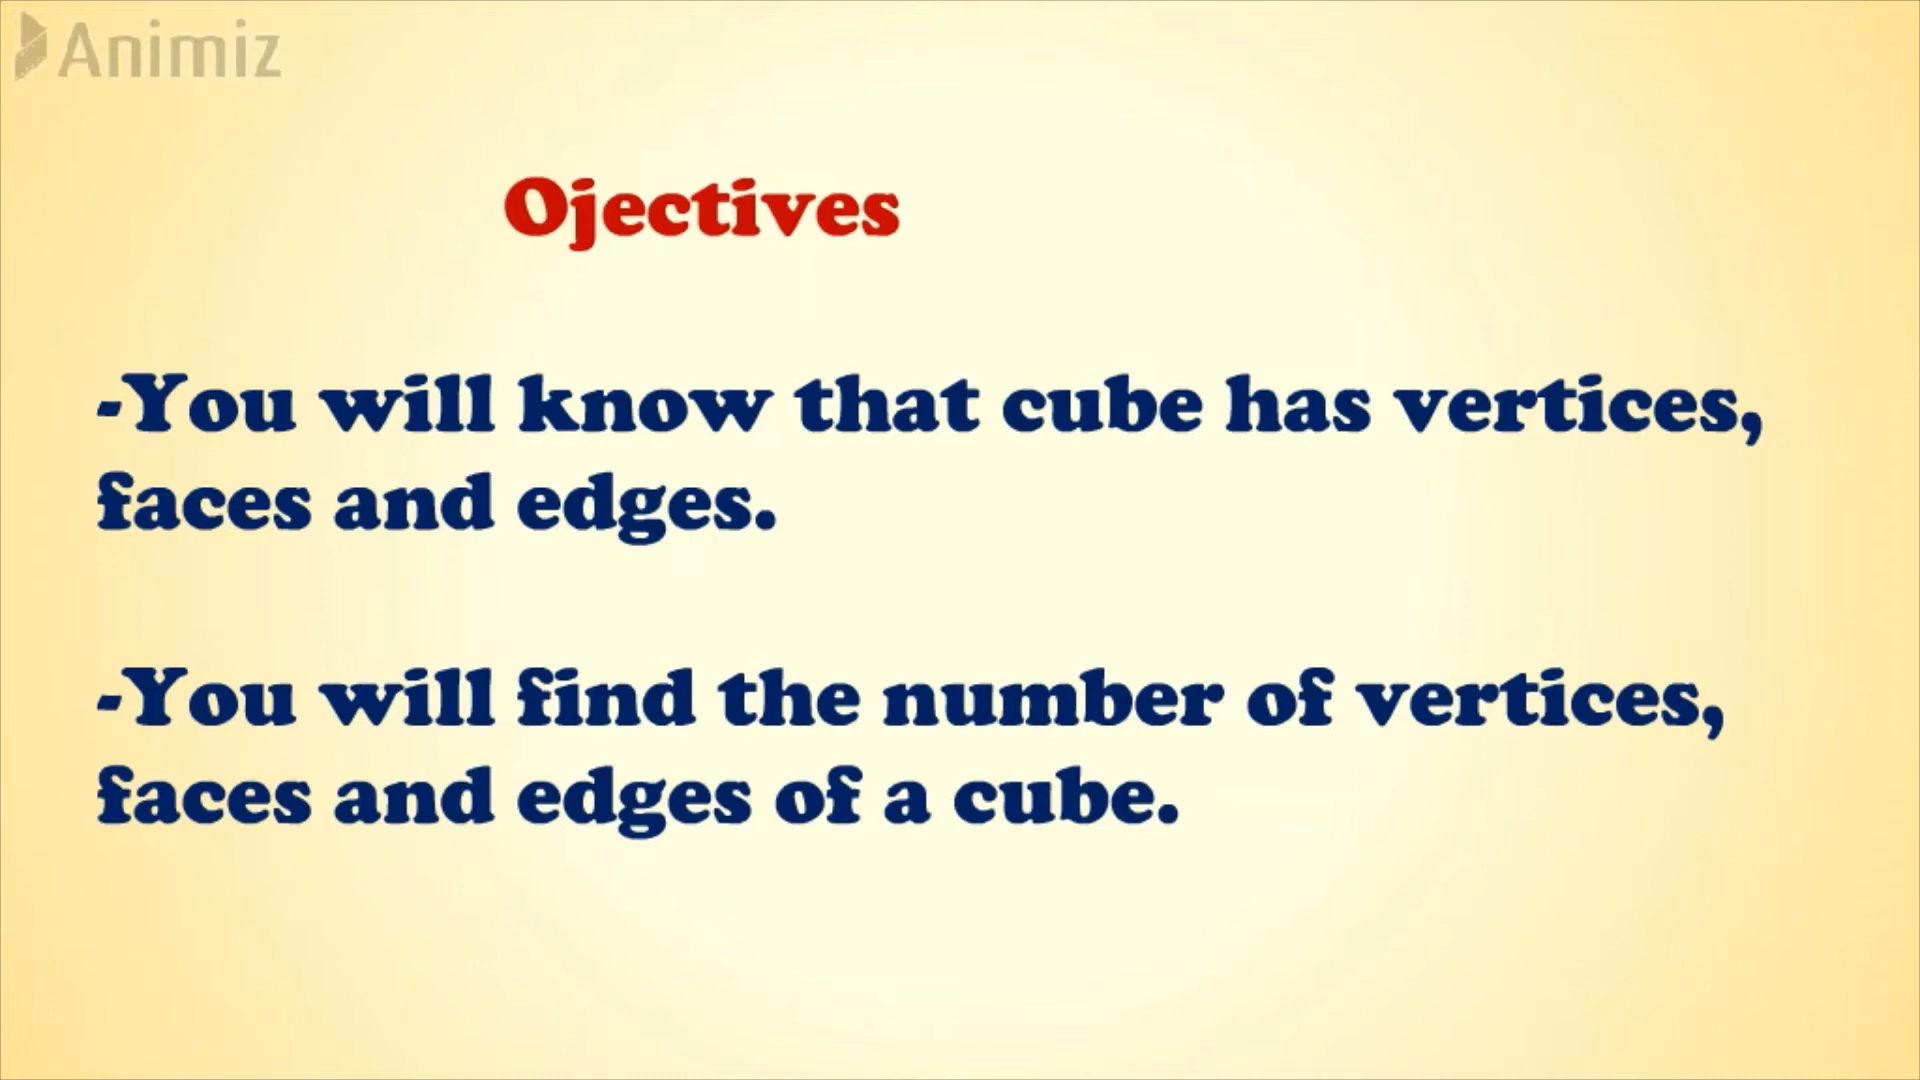 Animiz
Ojectives
-You will know that cube has vertices,
faces and edges.
-You will find the number of vertices,
faces and edges of a cube.